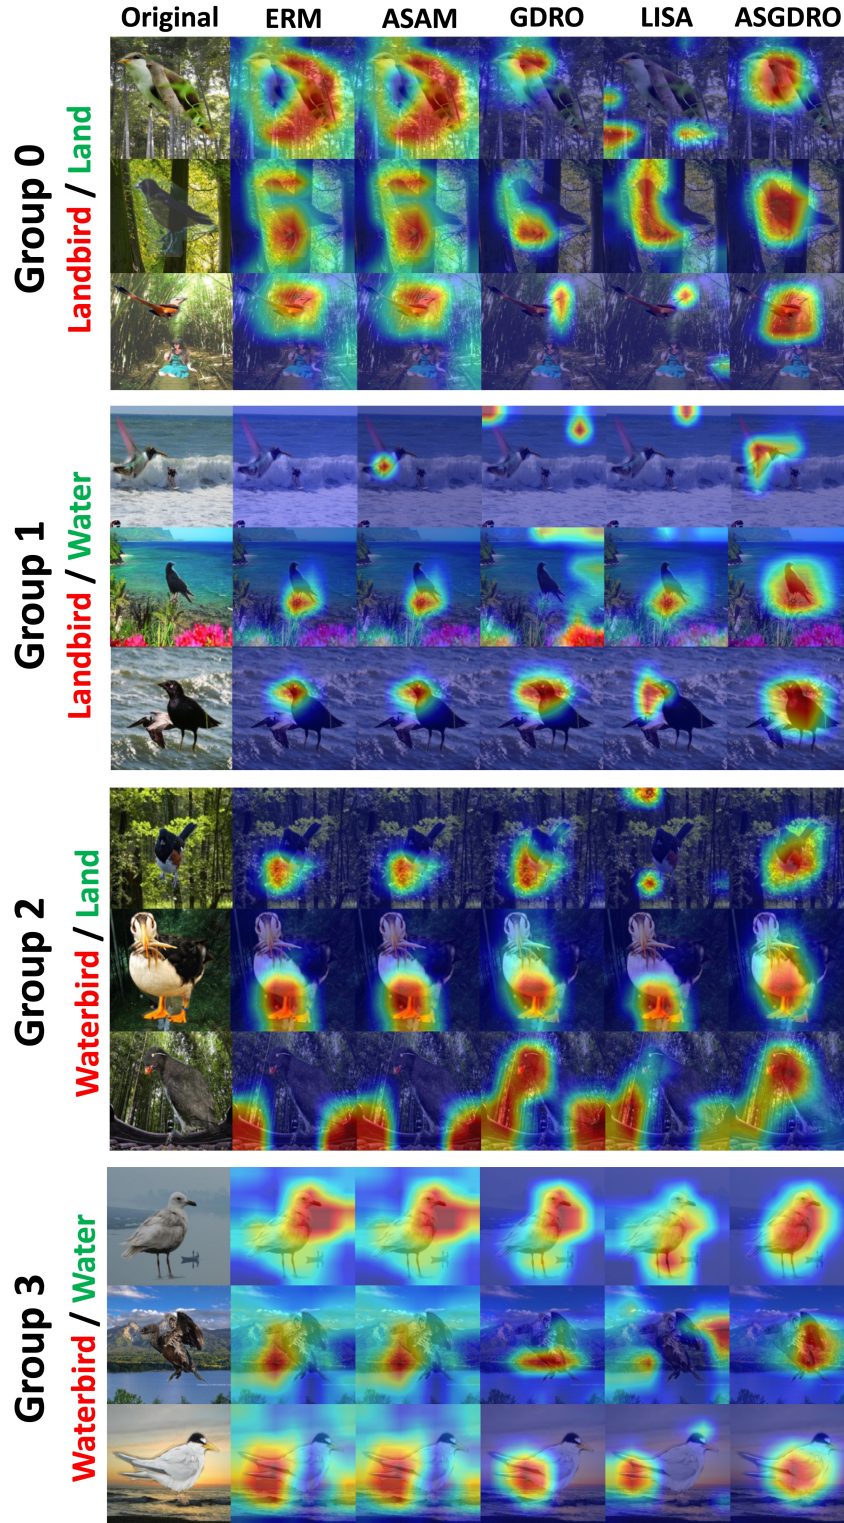 Original ERM ASAM GDRO LISA ASGDRO
Group 0
Landbird / Land
Group 1
Landbird / Water
Group 2
Waterbird / Land
Group 3
Waterbird / Water